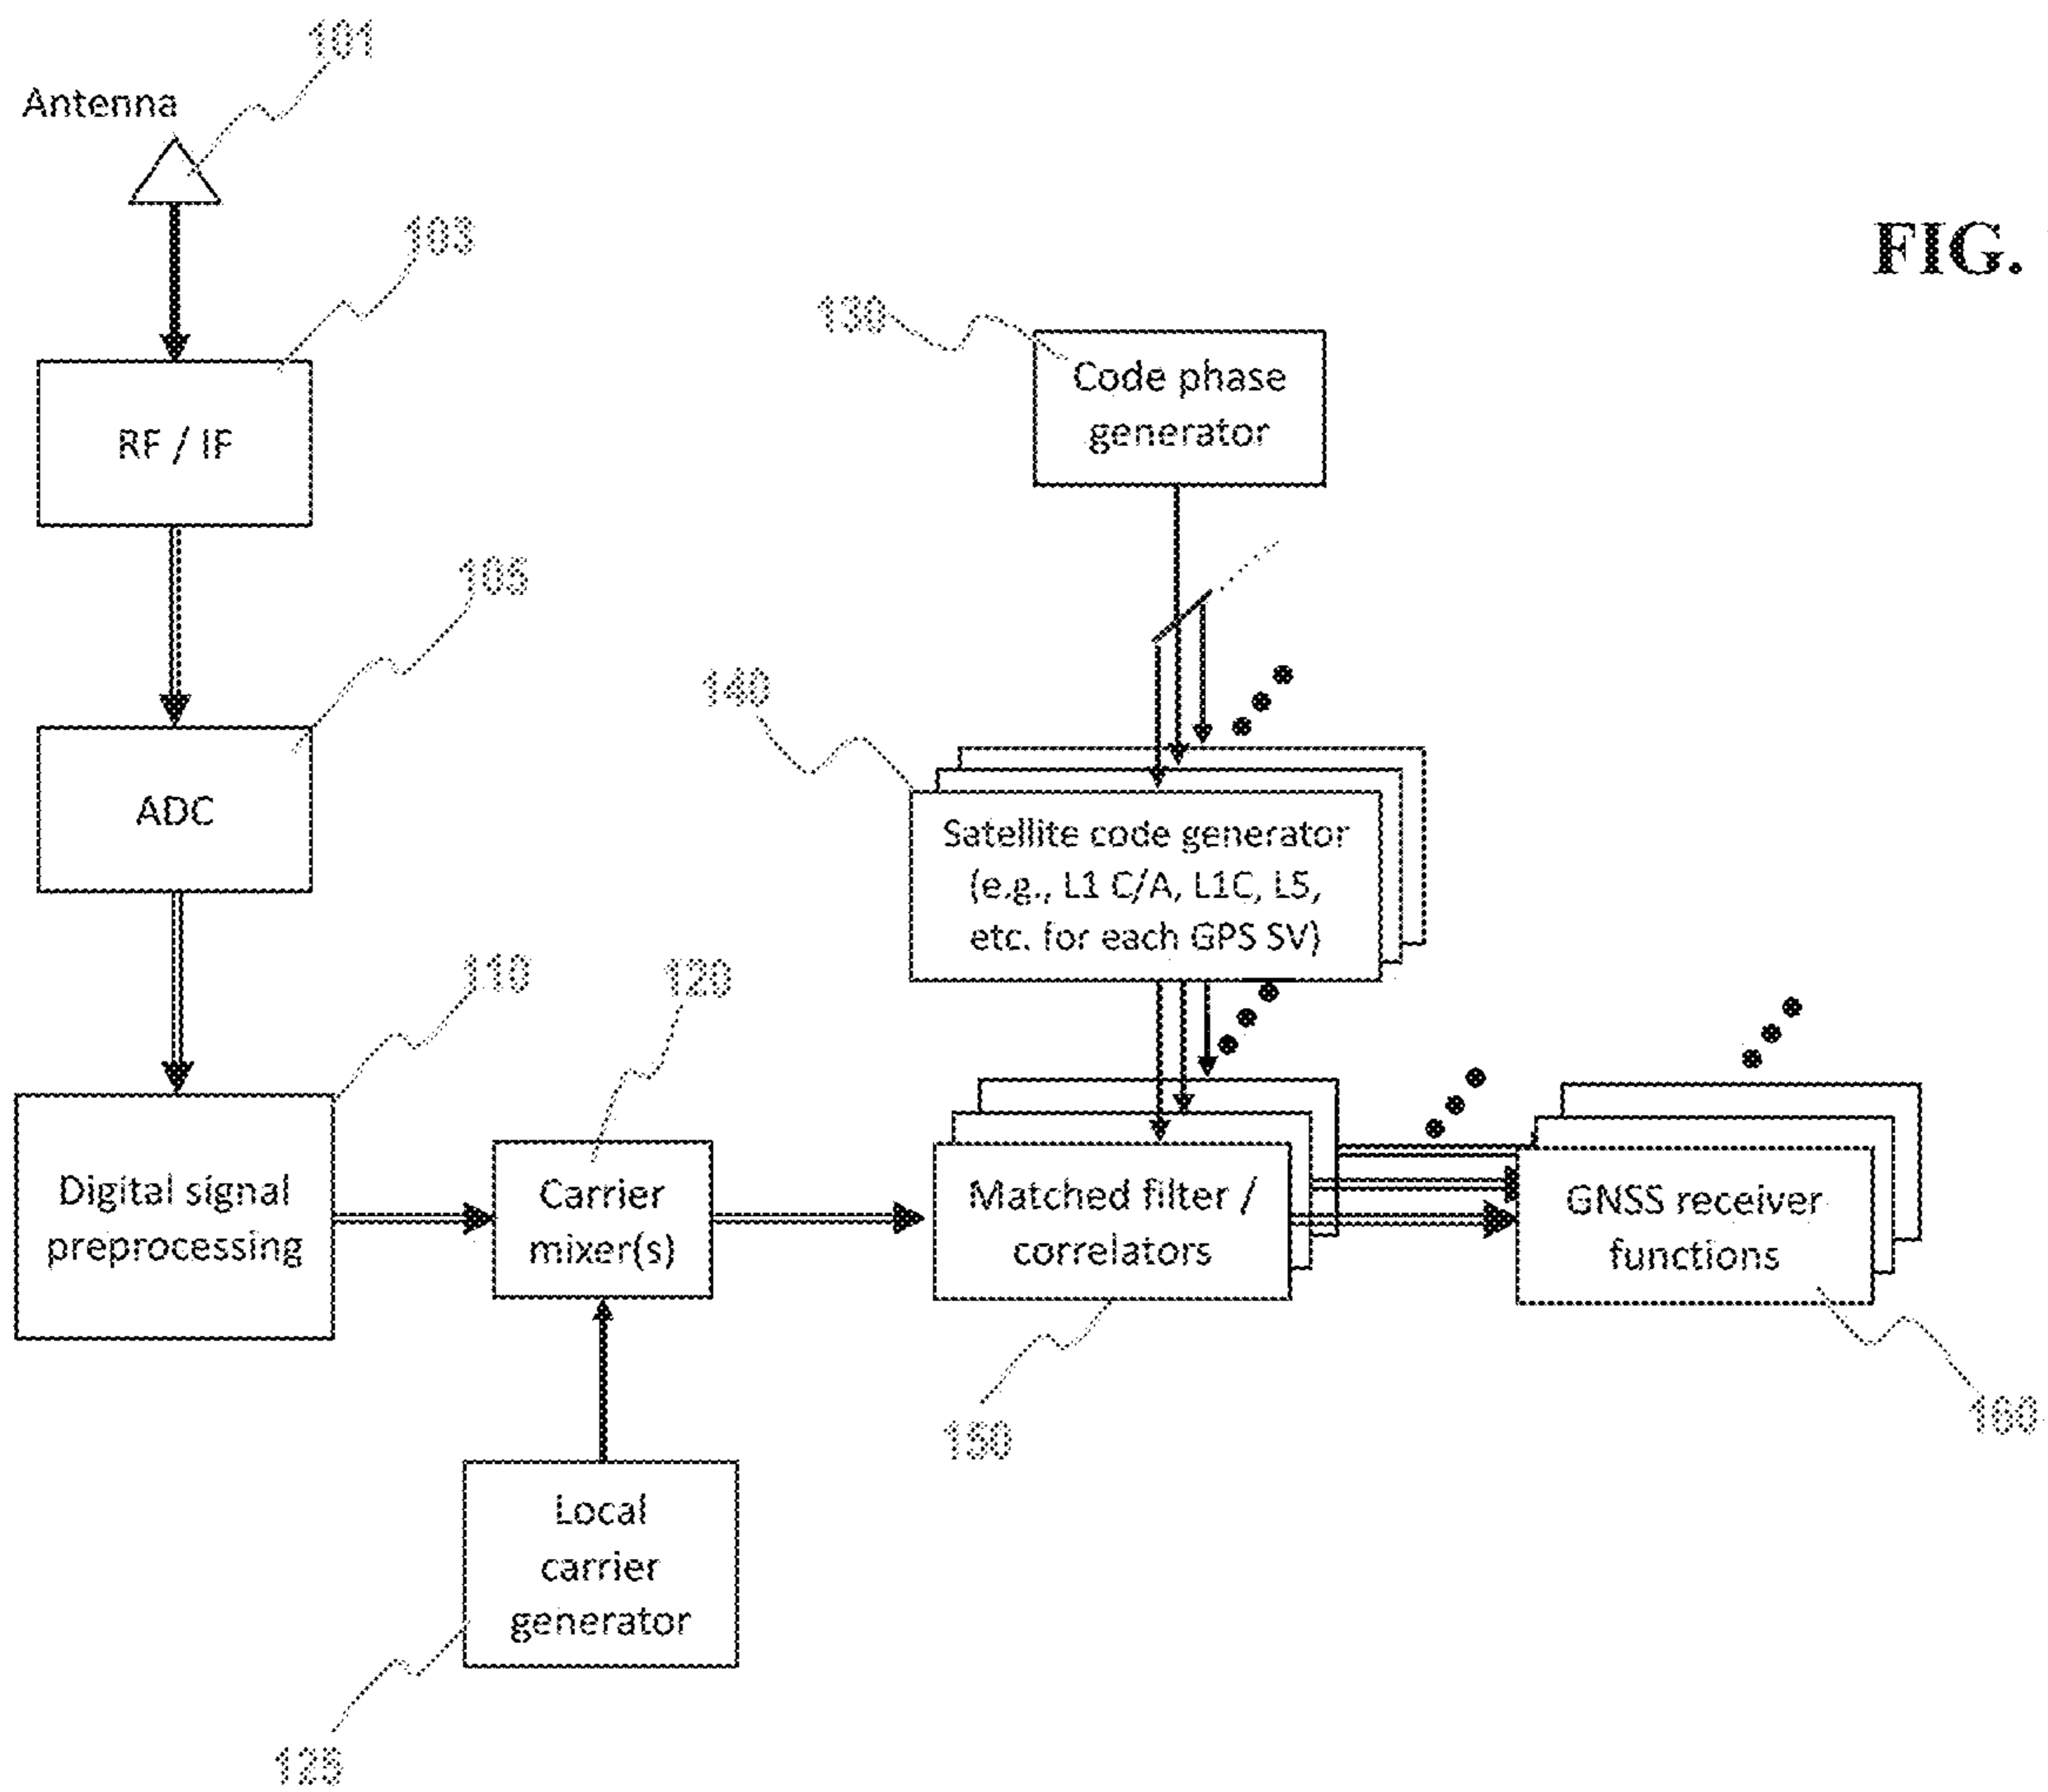 101
Antenna
103
FIG.
130
Code phase
generator
RF / IF
105
140
ADC
Satellite code generator
(e.g., L1 C/A, L1C, L5,
etc. for each GPS SV)
110
120
Digital signal
preprocessing
Carrier
mixer(s)
Matched filter /
correlators
GNSS receiver
functions
150
160
Local
carrier
generator
125